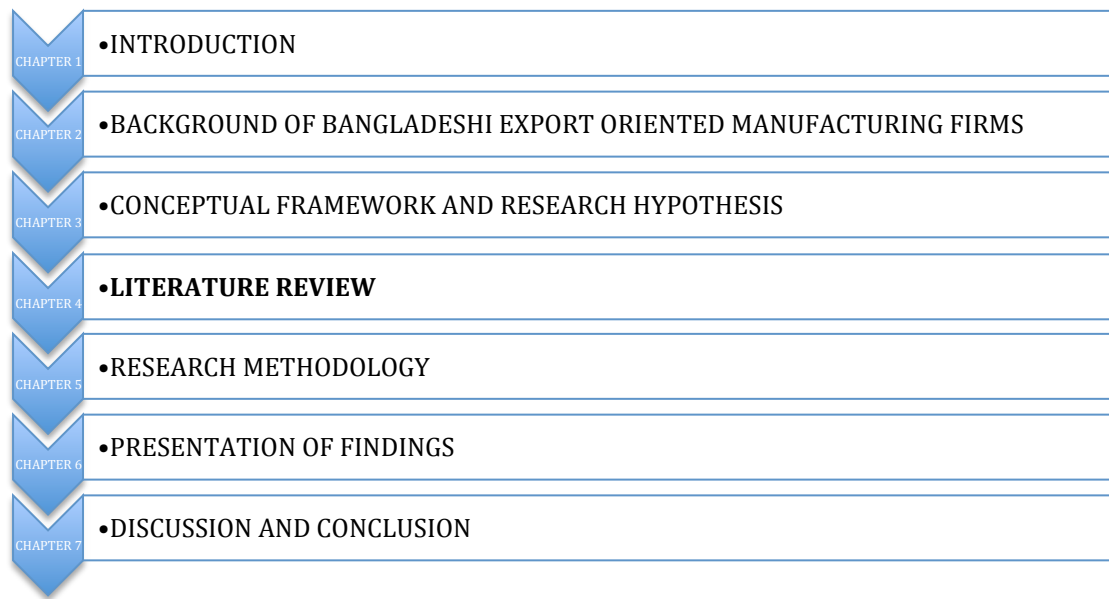 CHAPTER 1
•INTRODUCTION
CHAPTER 2
•BACKGROUND OF BANGLADESHI EXPORT ORIENTED MANUFACTURING FIRMS
CHAPTER 3
•CONCEPTUAL FRAMEWORK AND RESEARCH HYPOTHESIS
CHAPTER 4
•LITERATURE REVIEW
CHAPTER 5
•RESEARCH METHODOLOGY
CHAPTER 6
•PRESENTATION OF FINDINGS
CHAPTER 7
•DISCUSSION AND CONCLUSION